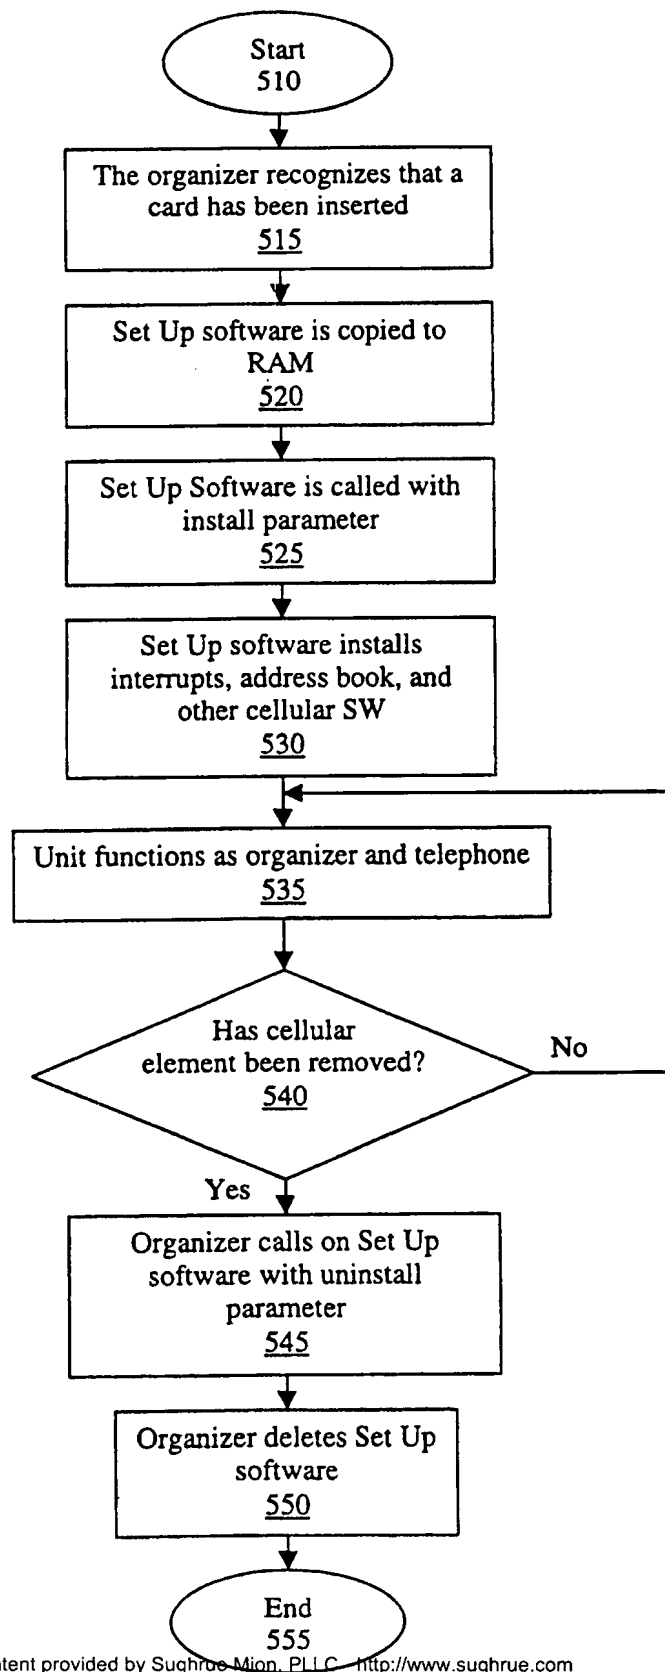 Start
510
The organizer recognizes that a
card has been inserted
515
Set Up software is copied to
RAM
520
Set Up Software is called with
install parameter
525
Set Up software installs
interrupts, address book, and
other cellular SW
530
Unit functions as organizer and telephone
535
Has cellular
element been removed?
540
No
Yes
Organizer calls on Set Up
software with uninstall
parameter
545
Organizer deletes Set Up
software
550
End
555
provided by Sughrue Mion, PLLC http://www.sughrue.com